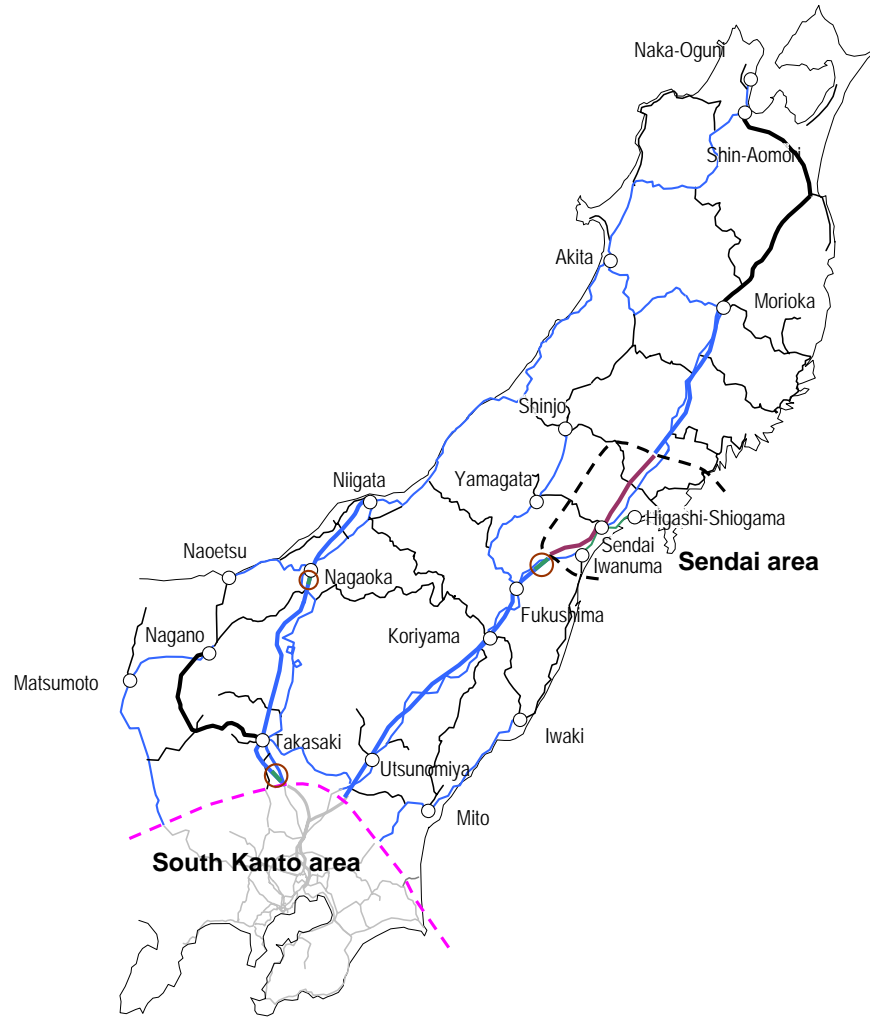 Naka-Oguni
Shin-Aomori
Akita
Morioka
Shinjo
Yamagata
Niigata
Higashi-Shiogama
Sendai
Naoetsu
Iwanuma
Sendai area
Nagaoka
Fukushima
Nagano
Koriyama
Matsumoto
Iwaki
Takasaki
Utsunomiya
Mito
South Kanto area